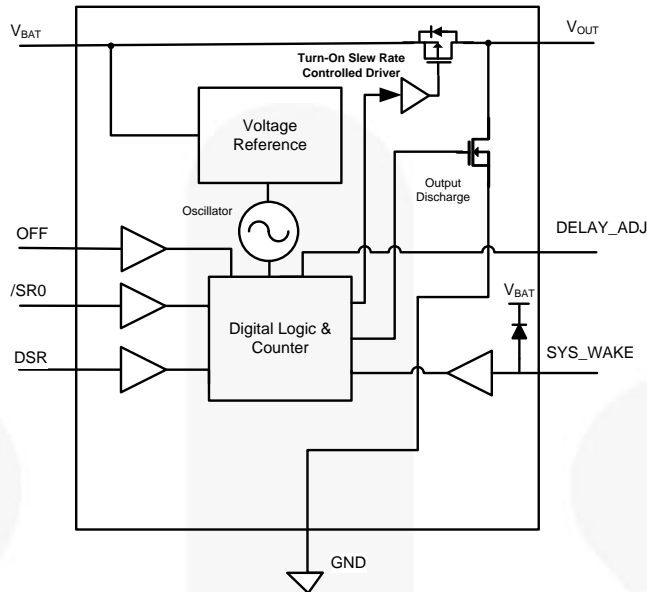 VBAT
VOUT
Turn-On Slew Rate
Controlled Driver
Voltage
Reference
Output
Discharge
Oscillator
OFF
DELAY_ADJ
/SR0
VBAT
Digital Logic &
Counter
SYS_WAKE
DSR
GND